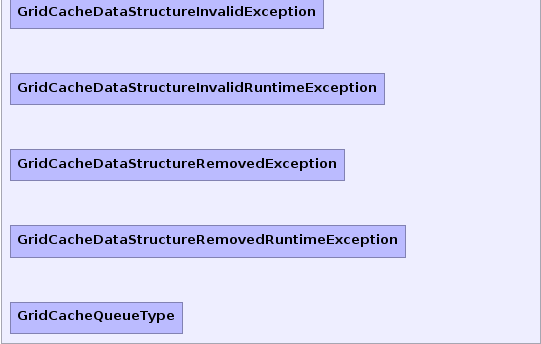 GridCacheDataStructureInvalidException
GridCacheDataStructureInvalidRuntimeException
GridCacheDataStructureRemovedException
GridCacheDataStructureRemovedRuntimeException
GridCacheQueueType